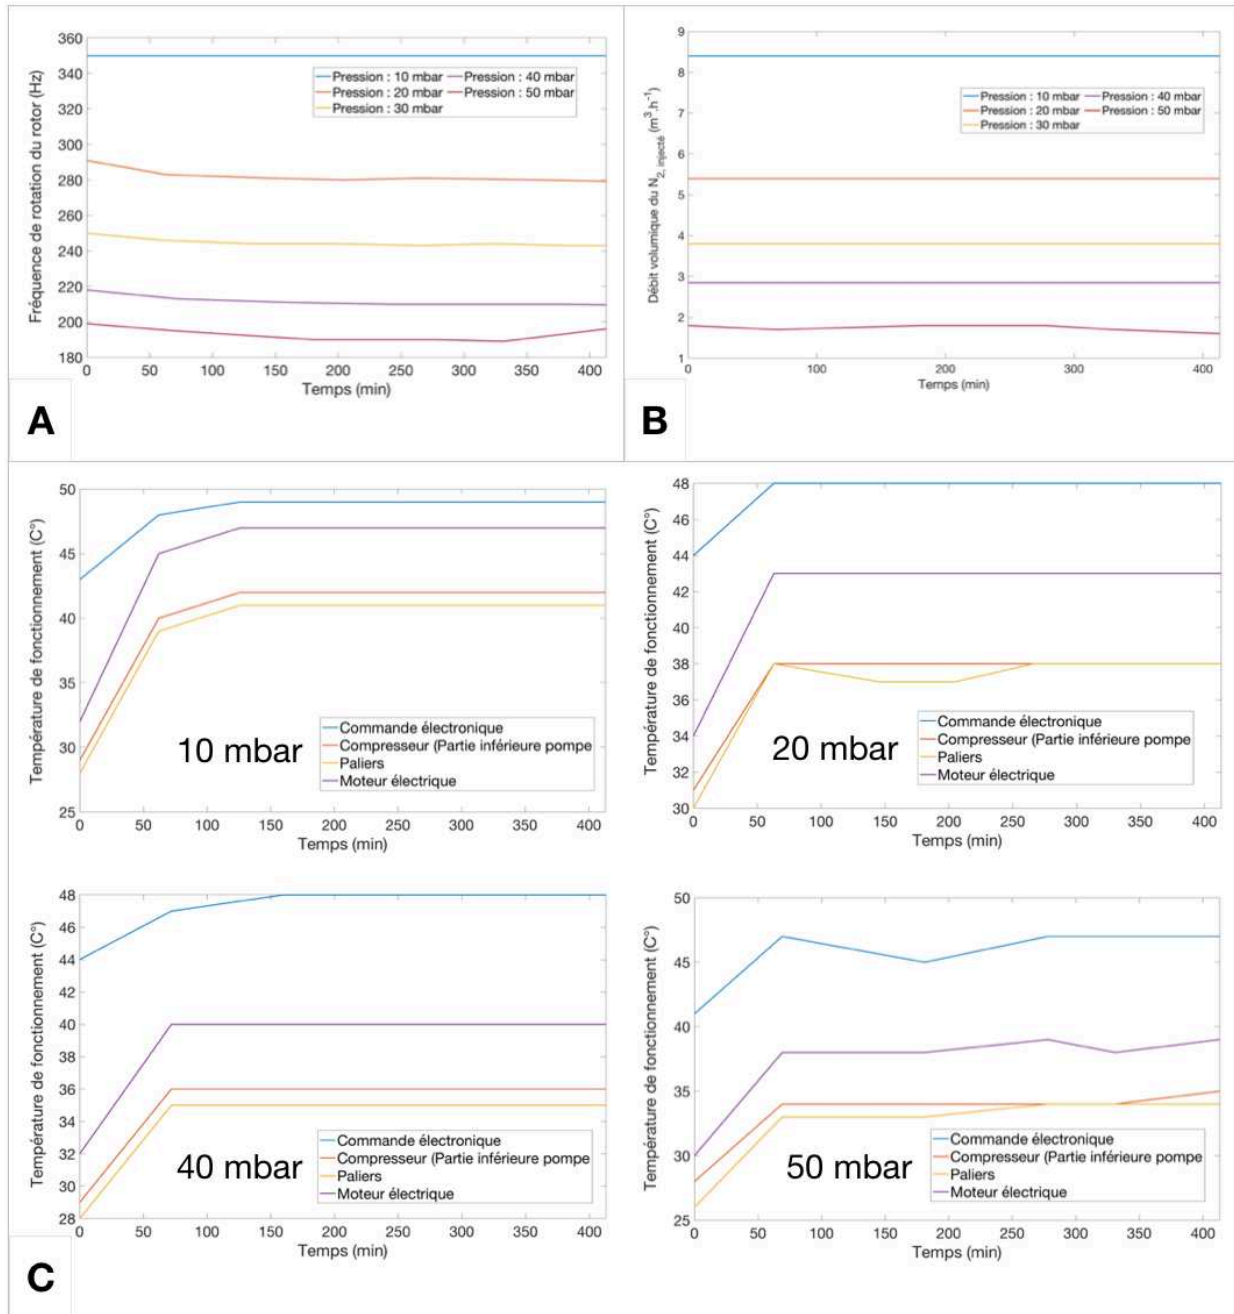 360
340
320
300
280
260
240
220
200
180
Fréquence de rotation du rotor (Hz)
Pression : 10 mbar
Pression : 40 mbar
Pression : 20 mbar
Pression : 50 mbar
Pression : 30 mbar
0 50 100 150 200 250 300 350 400
Temps (min)
A
9
8
7
6
5
4
3
2
1
Débit volumique du N2, injecté (m³.h⁻¹)
Pression : 10 mbar
Pression : 40 mbar
Pression : 20 mbar
Pression : 50 mbar
Pression : 30 mbar
0 100 200 300 400
Temps (min)
B
50
45
40
35
30
25
Température de fonctionnement (C°)
10 mbar
Commande électronique
Compresseur (Partie inférieure pompe
Paliers
Moteur électrique
0 50 100 150 200 250 300 350 400
Temps (min)
48
46
44
42
40
38
36
34
32
30
Température de fonctionnement (C°)
20 mbar
Commande électronique
Compresseur (Partie inférieure pompe
Paliers
Moteur électrique
0 50 100 150 200 250 300 350 400
Temps (min)
48
46
44
42
40
38
36
34
32
30
28
Température de fonctionnement (C°)
40 mbar
Commande électronique
Compresseur (Partie inférieure pompe
Paliers
Moteur électrique
0 50 100 150 200 250 300 350 400
Temps (min)
50
45
40
35
30
25
Température de fonctionnement (C°)
50 mbar
Commande électronique
Compresseur (Partie inférieure pompe
Paliers
Moteur électrique
0 50 100 150 200 250 300 350 400
Temps (min)
C